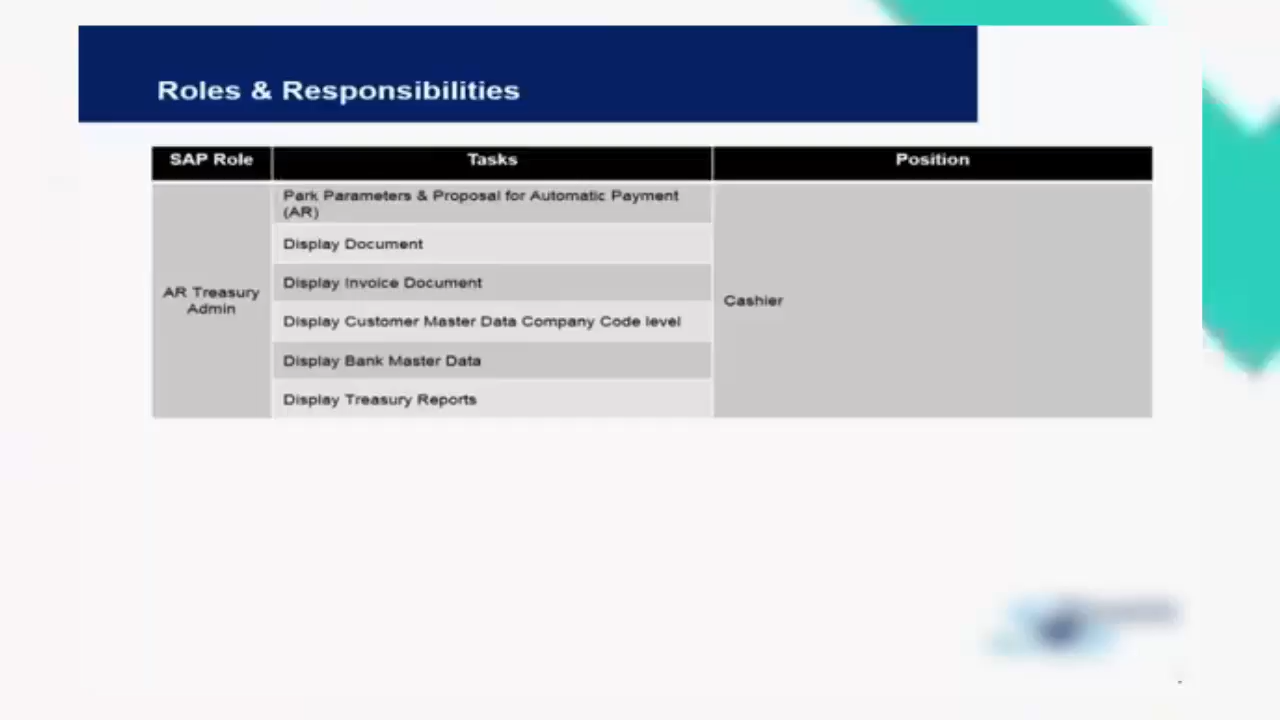 Roles & Responsibilities
SAP Role Tasks Position
Park Parameters & Proposal for Automatic Payment
(AR)
Display Document
Display Invoice Document
AR Treasury
Admin
Cashier
Display Customer Master Data Company Code level
Display Bank Master Data
Display Treasury Reports